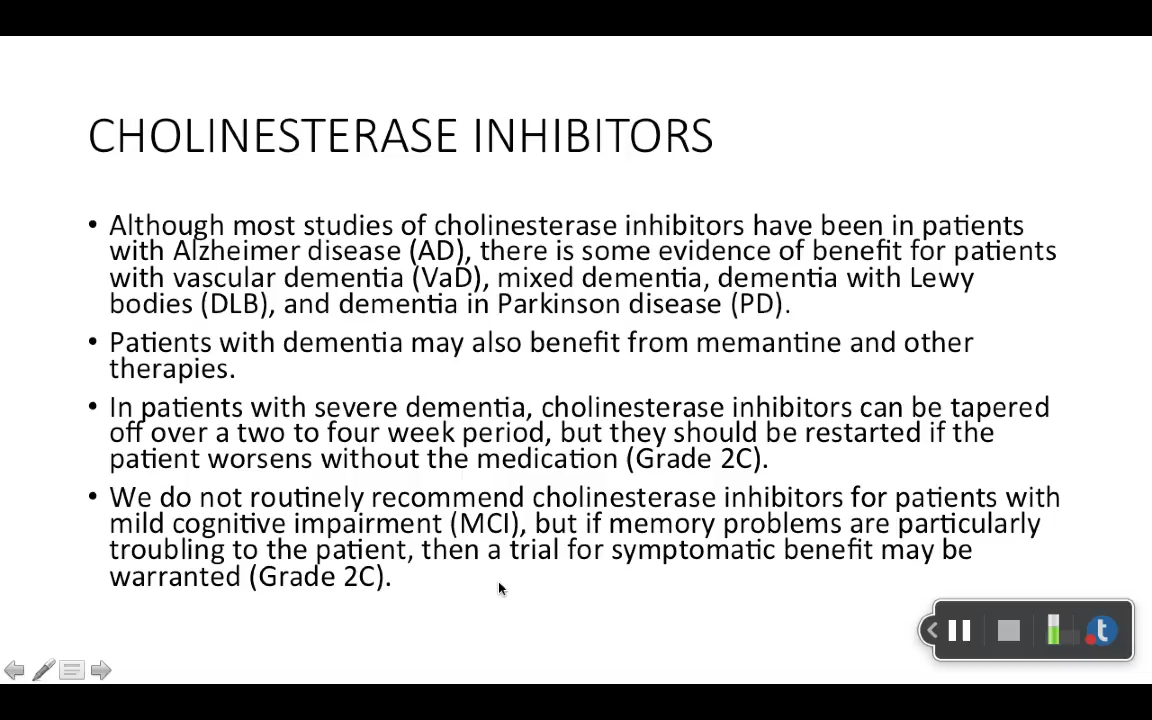 CHOLINESTERASE INHIBITORS
• Although most studies of cholinesterase inhibitors have been in patients
with Alzheimer disease (AD), there is some evidence of benefit for patients
with vascular dementia (VaD), mixed dementia, dementia with Lewy
bodies (DLB), and dementia in Parkinson disease (PD).
• Patients with dementia may also benefit from memantine and other
therapies.
• In patients with severe dementia, cholinesterase inhibitors can be tapered
off over a two to four week period, but they should be restarted if the
patient worsens without the medication (Grade 2C).
• We do not routinely recommend cholinesterase inhibitors for patients with
mild cognitive impairment (MCI), but if memory problems are particularly
troubling to the patient, then a trial for symptomatic benefit may be
warranted (Grade 2C).
t